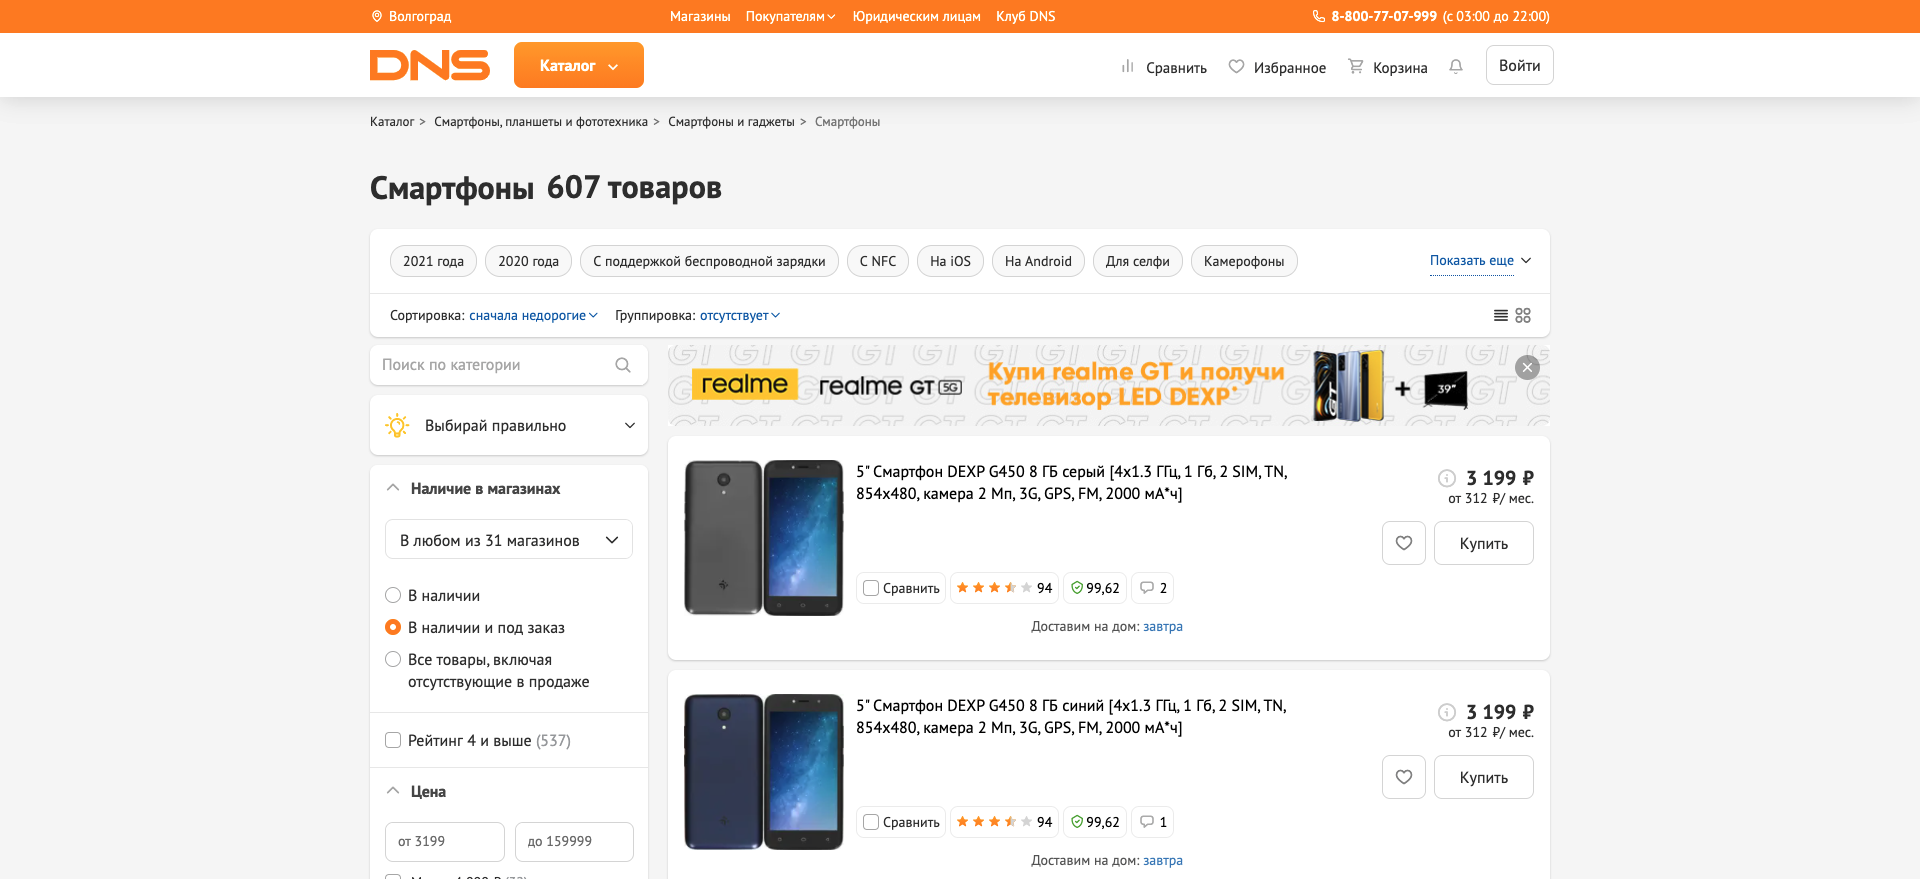 Волгоград
Магазины Покупателям Юридическим лицам Клуб DNS
8-800-77-07-999 (с 03:00 до 22:00)
DNS
Каталог
Сравнить Избранное Корзина Войти
Каталог > Смартфоны, планшеты и фототехника > Смартфоны и гаджеты > Смартфоны
Смартфоны 607 товаров
2021 года 2020 года С поддержкой беспроводной зарядки С NFC На iOS На Android Для селфи Камерофоны
Показать еще
Сортировка: сначала недорогие Группировка: отсутствует
Поиск по категории
Выбирай правильно
Наличие в магазинах
В любом из 31 магазинов
В наличии
В наличии и под заказ
Все товары, включая
отсутствующие в продаже
Рейтинг 4 и выше (537)
Цена
от 3199 до 159999
realme realme GT 5G
Купи realme GT и получи
телевизор LED DEXP*
GT + 39"
5" Смартфон DEXP G450 8 ГБ серый [4x1.3 ГГц, 1 Гб, 2 SIM, TN,
854x480, камера 2 Мп, 3G, GPS, FM, 2000 мА*ч]
3 199 ₽
от 312 ₽/ мес.
Купить
Сравнить 94 99,62 2
Доставим на дом: завтра
5" Смартфон DEXP G450 8 ГБ синий [4x1.3 ГГц, 1 Гб, 2 SIM, TN,
854x480, камера 2 Мп, 3G, GPS, FM, 2000 мА*ч]
3 199 ₽
от 312 ₽/ мес.
Купить
Сравнить 94 99,62 1
Доставим на дом: завтра